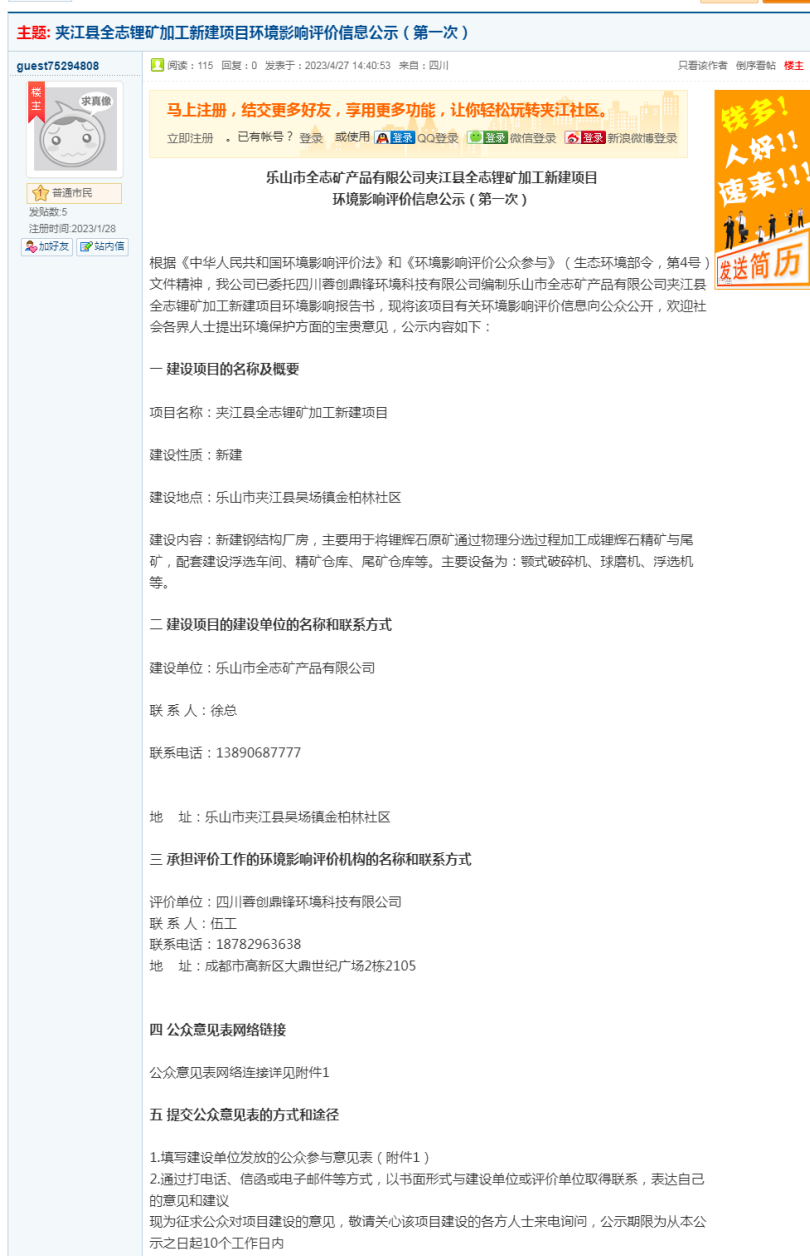 主题: 夹江县全志锂矿加工新建项目环境影响评价信息公示（第一次）
guest75294808
阅读：115 回复：0 发表于：2023/4/27 14:40:53 来自：四川
只看该作者 倒序看帖 楼主
楼主
求真像
普通市民
发贴数:5
注册时间:2023/1/28
加好友 站内信
马上注册，结交更多好友，享用更多功能，让你轻松玩转夹江社区。
立即注册 。已有帐号？ 登录 或使用 登录 QQ登录 登录 微信登录 登录 新浪微博登录
钱多!
人好!!
速来!!!
发送简历
乐山市全志矿产品有限公司夹江县全志锂矿加工新建项目
环境影响评价信息公示（第一次）
根据《中华人民共和国环境影响评价法》和《环境影响评价公众参与》（生态环境部令，第4号）
文件精神，我公司已委托四川蓉创鼎锋环境科技有限公司编制乐山市全志矿产品有限公司夹江县
全志锂矿加工新建项目环境影响报告书，现将该项目有关环境影响评价信息向公众公开，欢迎社
会各界人士提出环境保护方面的宝贵意见，公示内容如下：
一 建设项目的名称及概要
项目名称：夹江县全志锂矿加工新建项目
建设性质：新建
建设地点：乐山市夹江县吴场镇金柏林社区
建设内容：新建钢结构厂房，主要用于将锂辉石原矿通过物理分选过程加工成锂辉石精矿与尾
矿，配套建设浮选车间、精矿仓库、尾矿仓库等。主要设备为：颚式破碎机、球磨机、浮选机
等。
二 建设项目的建设单位的名称和联系方式
建设单位：乐山市全志矿产品有限公司
联 系 人：徐总
联系电话：13890687777
地 址：乐山市夹江县吴场镇金柏林社区
三 承担评价工作的环境影响评价机构的名称和联系方式
评价单位：四川蓉创鼎锋环境科技有限公司
联 系 人：伍工
联系电话：18782963638
地 址：成都市高新区大鼎世纪广场2栋2105
四 公众意见表网络链接
公众意见表网络连接详见附件1
五 提交公众意见表的方式和途径
1.填写建设单位发放的公众参与意见表（附件1）
2.通过打电话、信函或电子邮件等方式，以书面形式与建设单位或评价单位取得联系，表达自己
的意见和建议
现为征求公众对项目建设的意见，敬请关心该项目建设的各方人士来电询问，公示期限为从本公
示之日起10个工作日内